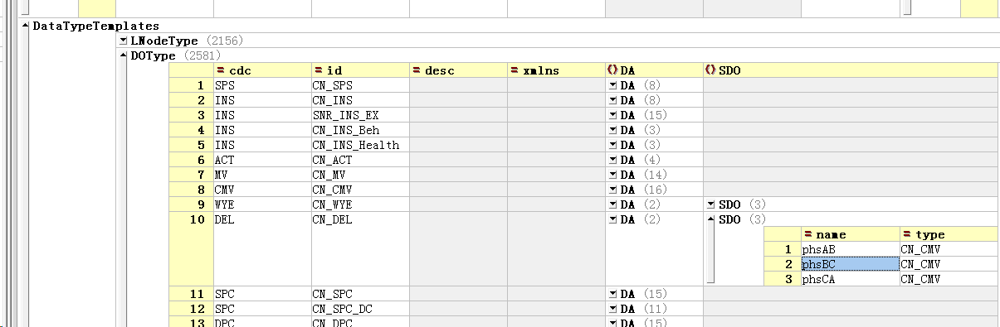 DataTypeTemplates
LNodeType (2156)
DOType (2581)
= cdc = id = desc = xmlns () DA () SDO
1 SPS CN_SPS DA (8)
2 INS CN_INS DA (8)
3 INS SNR_INS_EX DA (15)
4 INS CN_INS_Beh DA (3)
5 INS CN_INS_Health DA (3)
6 ACT CN_ACT DA (4)
7 MV CN_MV DA (14)
8 CMV CN_CMV DA (16)
9 WYE CN_WYE DA (2) SDO (3)
10 DEL CN_DEL DA (2) SDO (3)
= name = type
1 phsAB CN_CMV
2 phsBC CN_CMV
3 phsCA CN_CMV
11 SPC CN_SPC DA (15)
12 SPC CN_SPC_DC DA (11)
13 DPC CN_DPC DA (15)